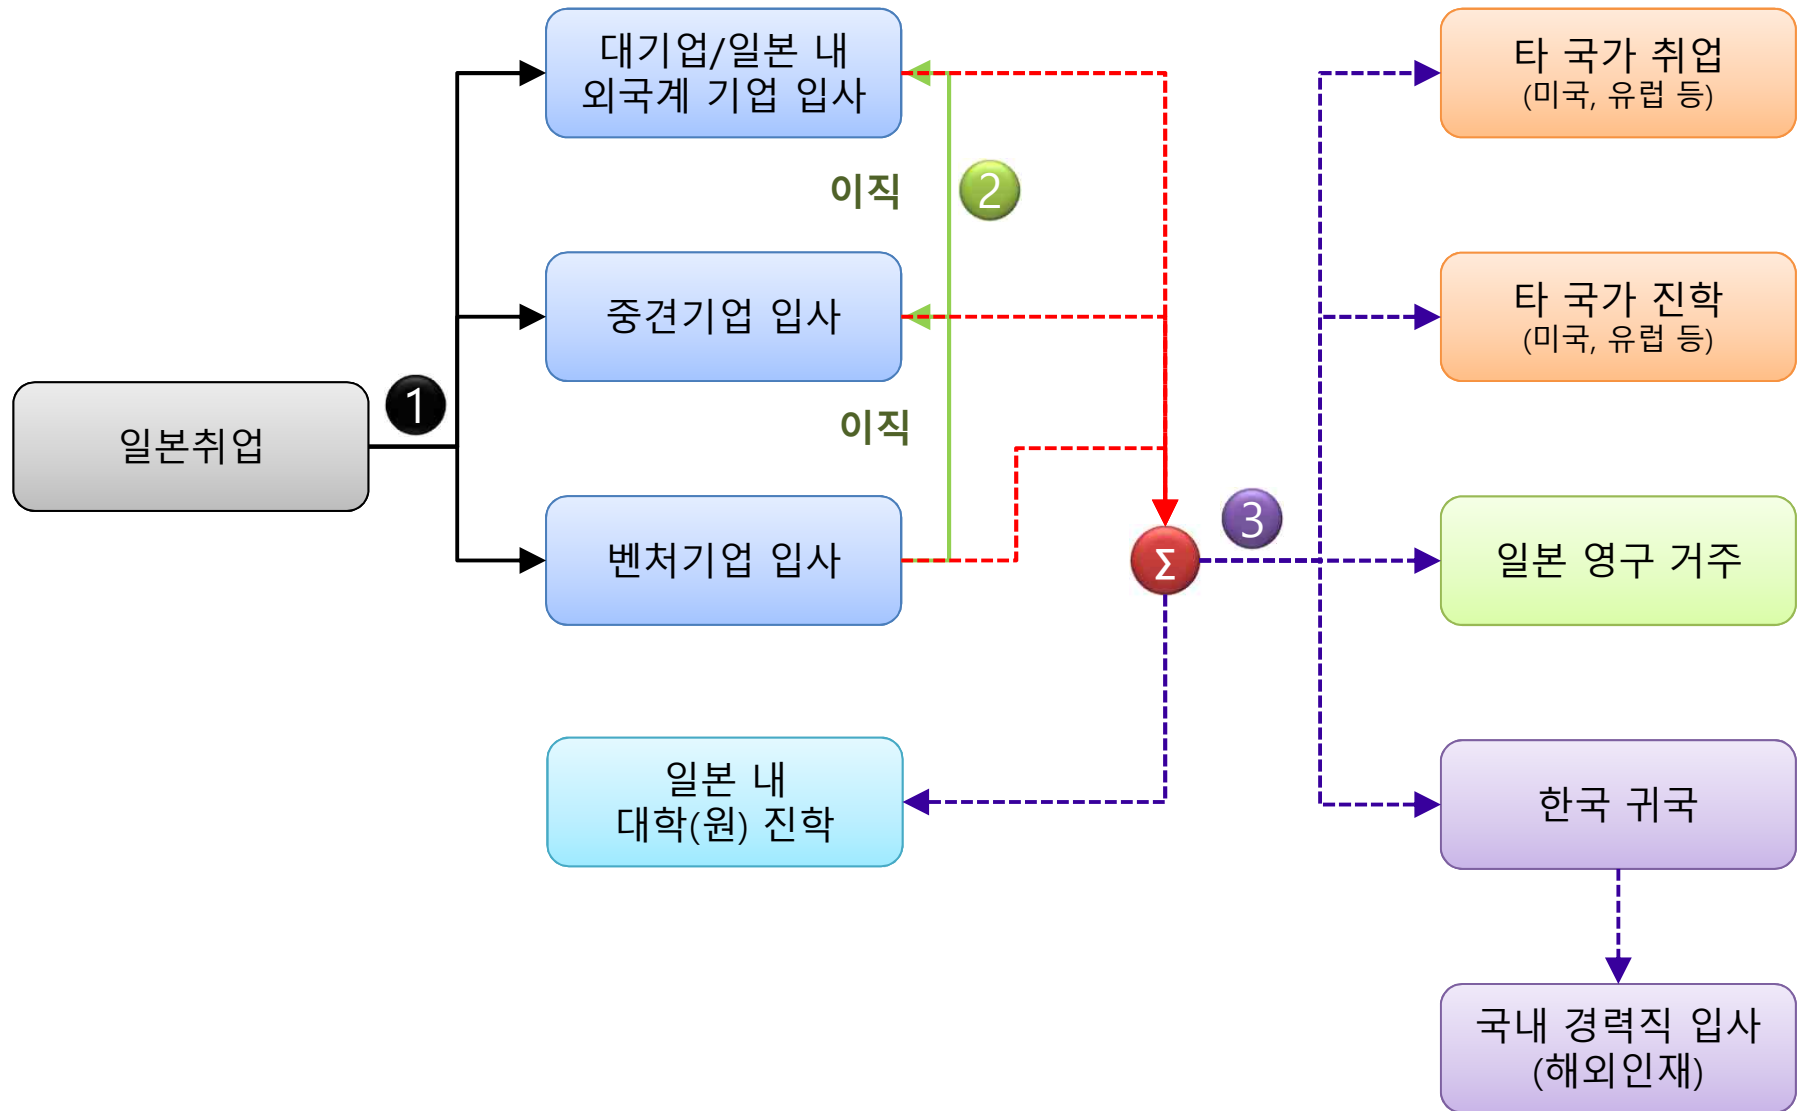 대기업/일본 내
외국계 기업 입사
타 국가 취업
(미국, 유럽 등)
이직
2
중견기업 입사
타 국가 진학
(미국, 유럽 등)
1
일본취업
이직
벤처기업 입사
Σ
3
일본 영구 거주
일본 내
대학(원) 진학
한국 귀국
국내 경력직 입사
(해외인재)